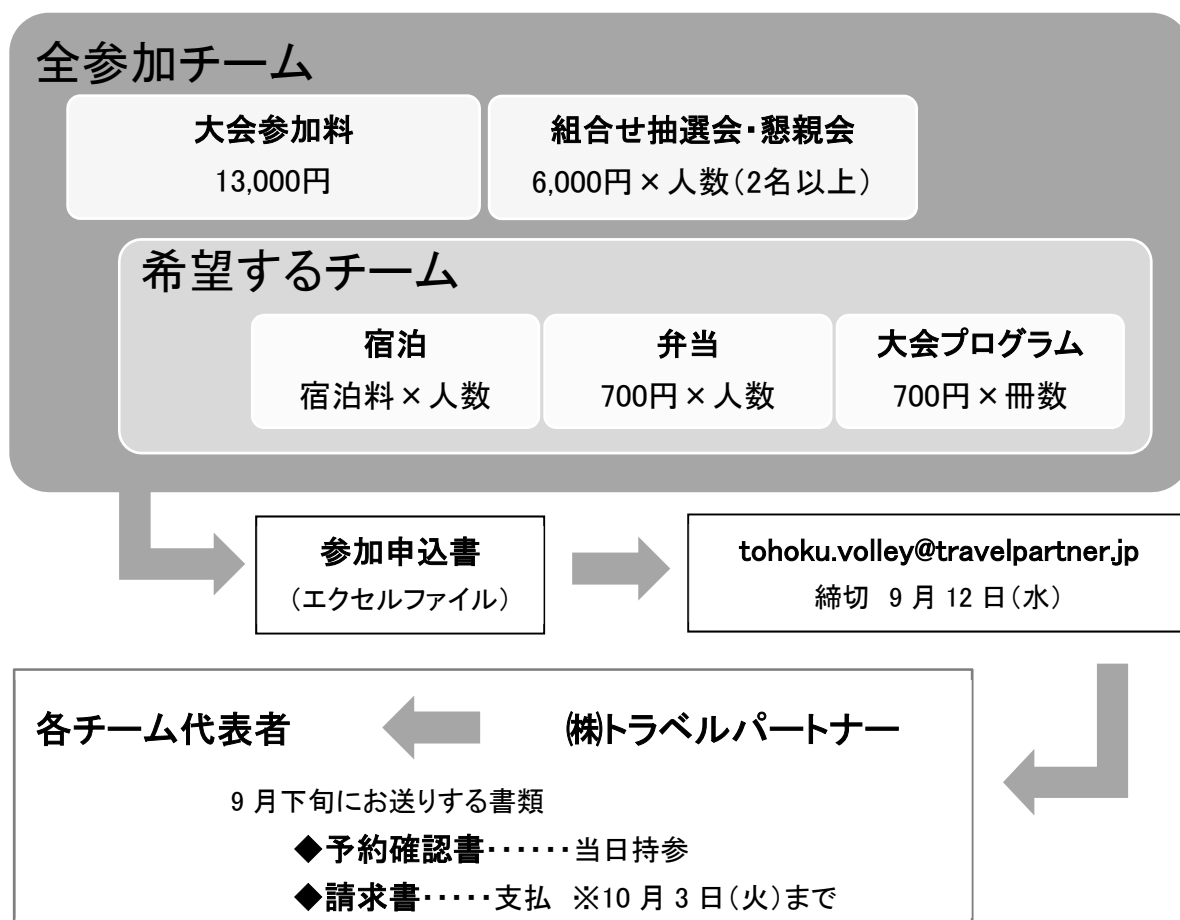 全参加チーム
大会参加料
13,000円
組合せ抽選会・懇親会
6,000円×人数(2名以上)
希望するチーム
宿泊
宿泊料×人数
弁当
700円×人数
大会プログラム
700円×冊数
参加申込書
(エクセルファイル)
tohoku.volley@travelpartner.jp
締切 9月12日(水)
各チーム代表者
㈱トラベルパートナー
9月下旬にお送りする書類
◆予約確認書・・・・・・当日持参
◆請求書・・・・・支払 ※10月3日(火)まで